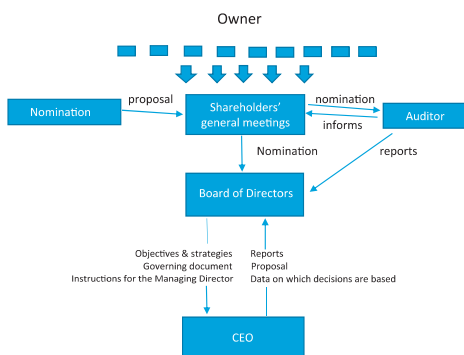 Owner
proposal
Nomination
Shareholders'
general meetings
nomination
informs
Auditor
Nomination
reports
Board of Directors
Objectives & strategies
Governing document
Instructions for the Managing Director
Reports
Proposal
Data on which decisions are based
CEO